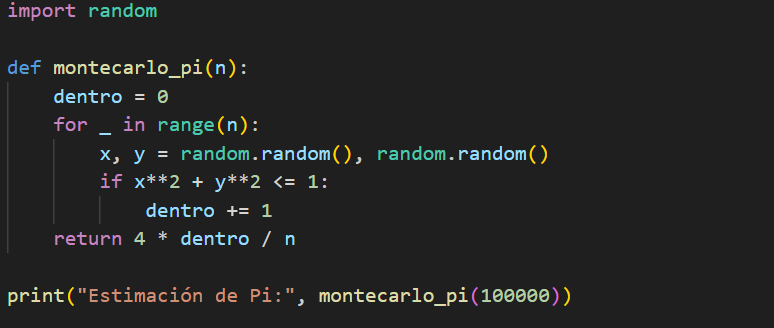 import random
def montecarlo_pi(n):
    dentro = 0
    for _ in range(n):
        x, y = random.random(), random.random()
        if x**2 + y**2 <= 1:
            dentro += 1
    return 4 * dentro / n
print("Estimación de Pi:", montecarlo_pi(100000))